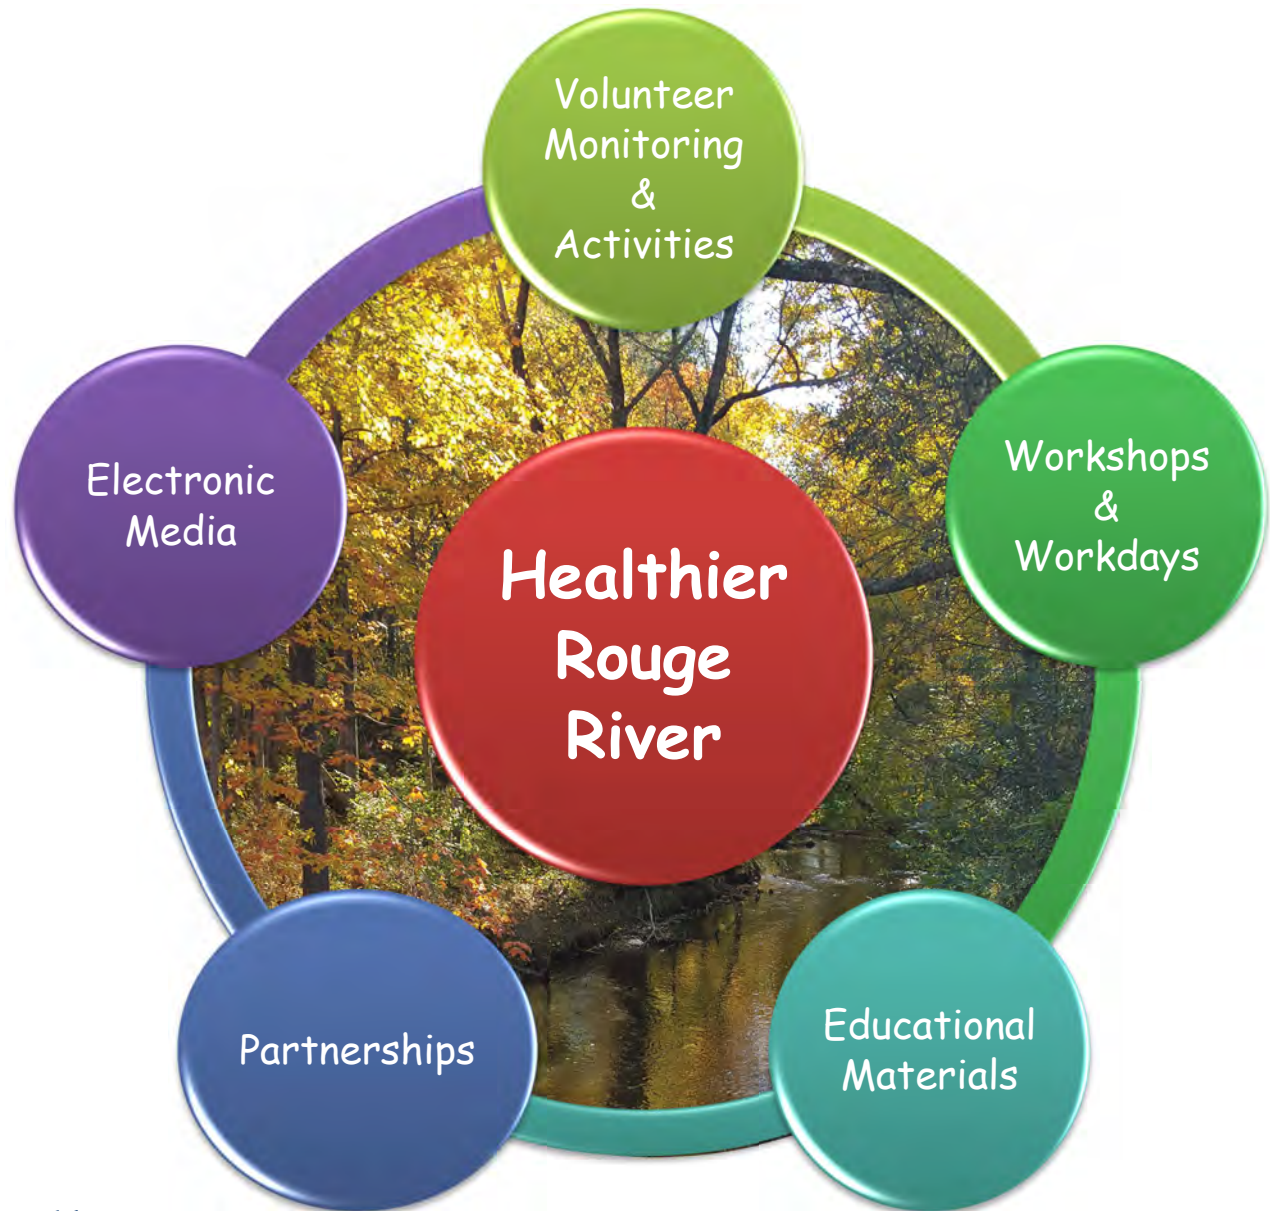 Volunteer
Monitoring
&
Activities
Workshops
&
Workdays
Electronic
Media
Healthier
Rouge
River
Educational
Materials
Partnerships